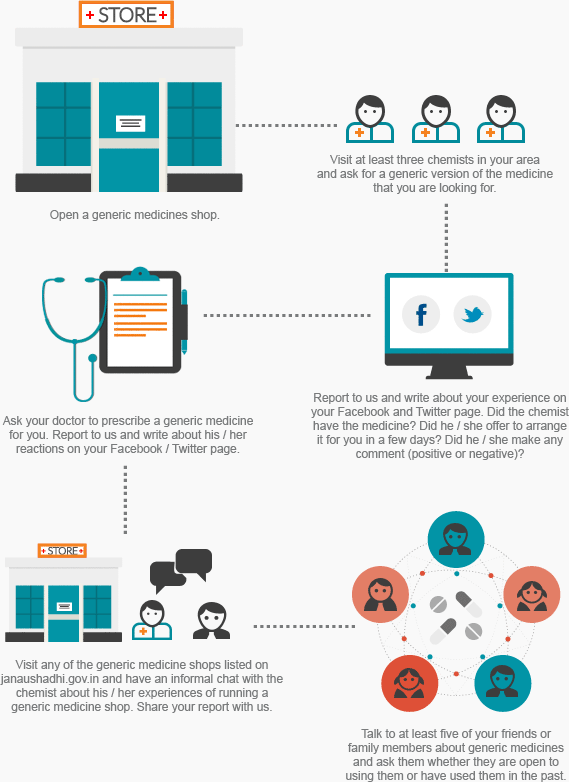 STORE
Open a generic medicines shop.
Visit at least three chemists in your area
and ask for a generic version of the medicine
that you are looking for.
f
Report to us and write about your experience on
your Facebook and Twitter page. Did the chemist
have the medicine? Did he / she offer to arrange
it for you in a few days? Did he / she make any
comment (positive or negative)?
Ask your doctor to prescribe a generic medicine
for you. Report to us and write about his / her
reactions on your Facebook / Twitter page.
STORE
Visit any of the generic medicine shops listed on
janaushadhi.gov.in and have an informal chat with the
chemist about his / her experiences of running a
generic medicine shop. Share your report with us.
Talk to at least five of your friends or
family members about generic medicines
and ask them whether they are open to
using them or have used them in the past.